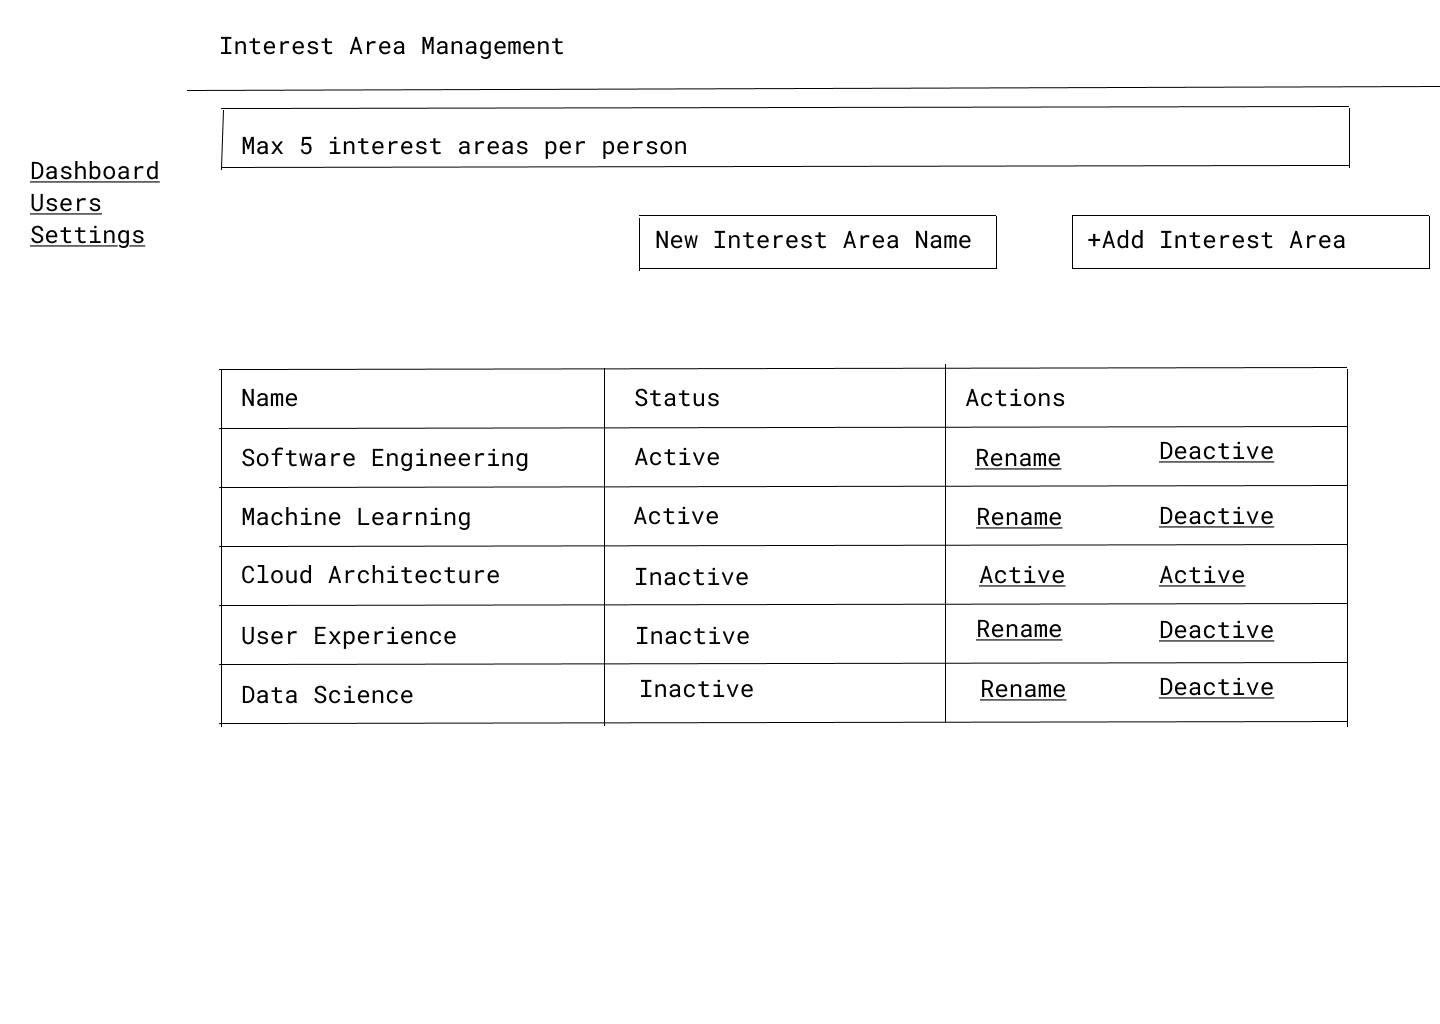 Interest Area Management
Max 5 interest areas per person
Dashboard
Users
Settings
New Interest Area Name
+Add Interest Area
Name Status Actions
Software Engineering Active Rename Deactive
Machine Learning Active Rename Deactive
Cloud Architecture Inactive Active Active
User Experience Inactive Rename Deactive
Data Science Inactive Rename Deactive